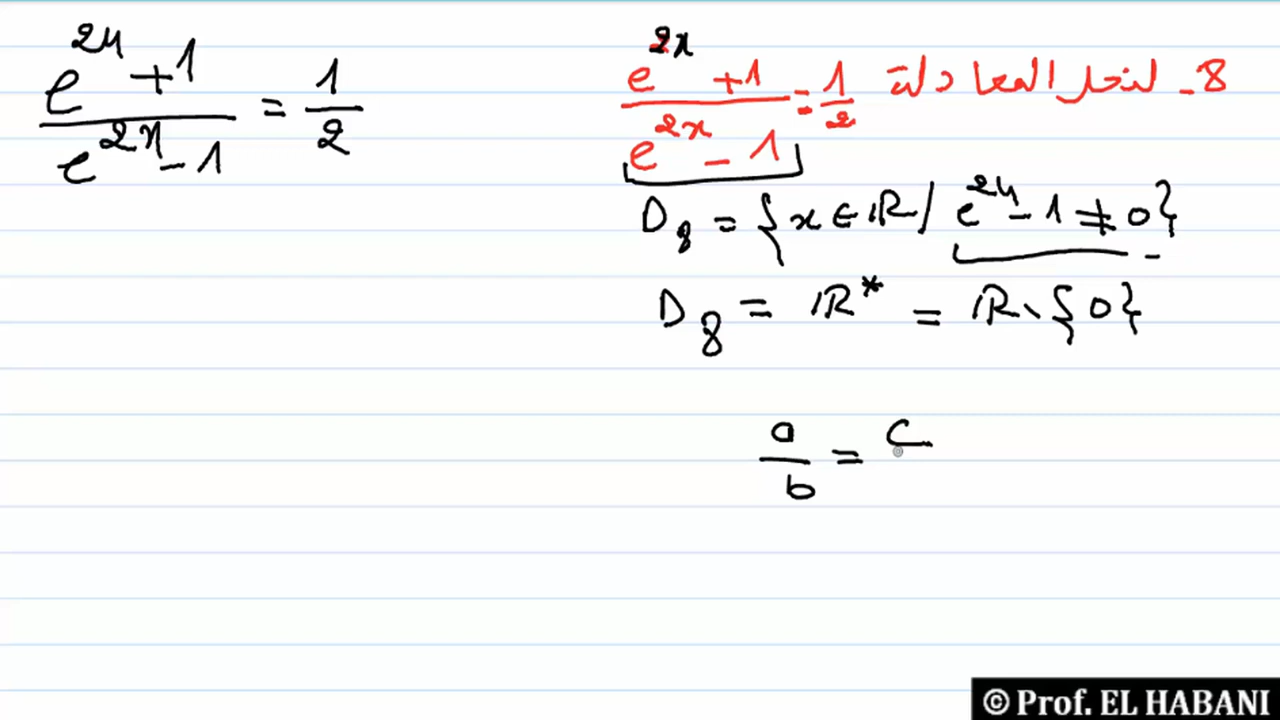 8- لنحل المعادلة (e^{2x} + 1)/(e^{2x} - 1) = 1/2
(e^{2x} + 1)/(e^{2x} - 1) = 1/2
D_8 = {x ∈ ℝ / e^{2x} - 1 ≠ 0}
D_8 = ℝ* = ℝ \ {0}
a/b = c
© Prof. EL HABANI